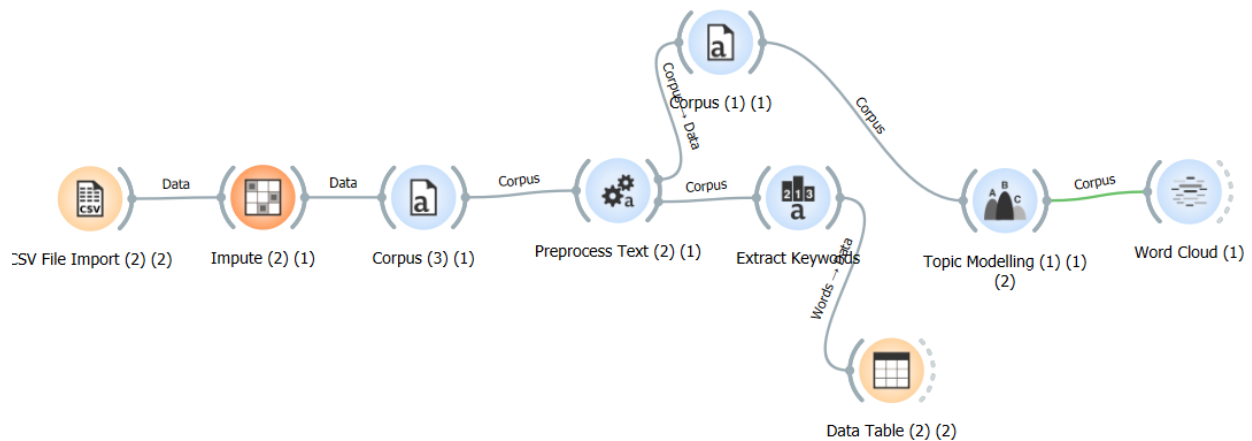 Corpus (1) (1)
Corpus → Data
Corpus
CSV
Data
Data
Corpus
Corpus
Corpus
a
a
a
213
a
A B C
CSV File Import (2) (2)
Impute (2) (1)
Corpus (3) (1)
Preprocess Text (2) (1)
Extract Keywords
Topic Modelling (1) (1)
(2)
Word Cloud (1)
Words → Data
Data Table (2) (2)